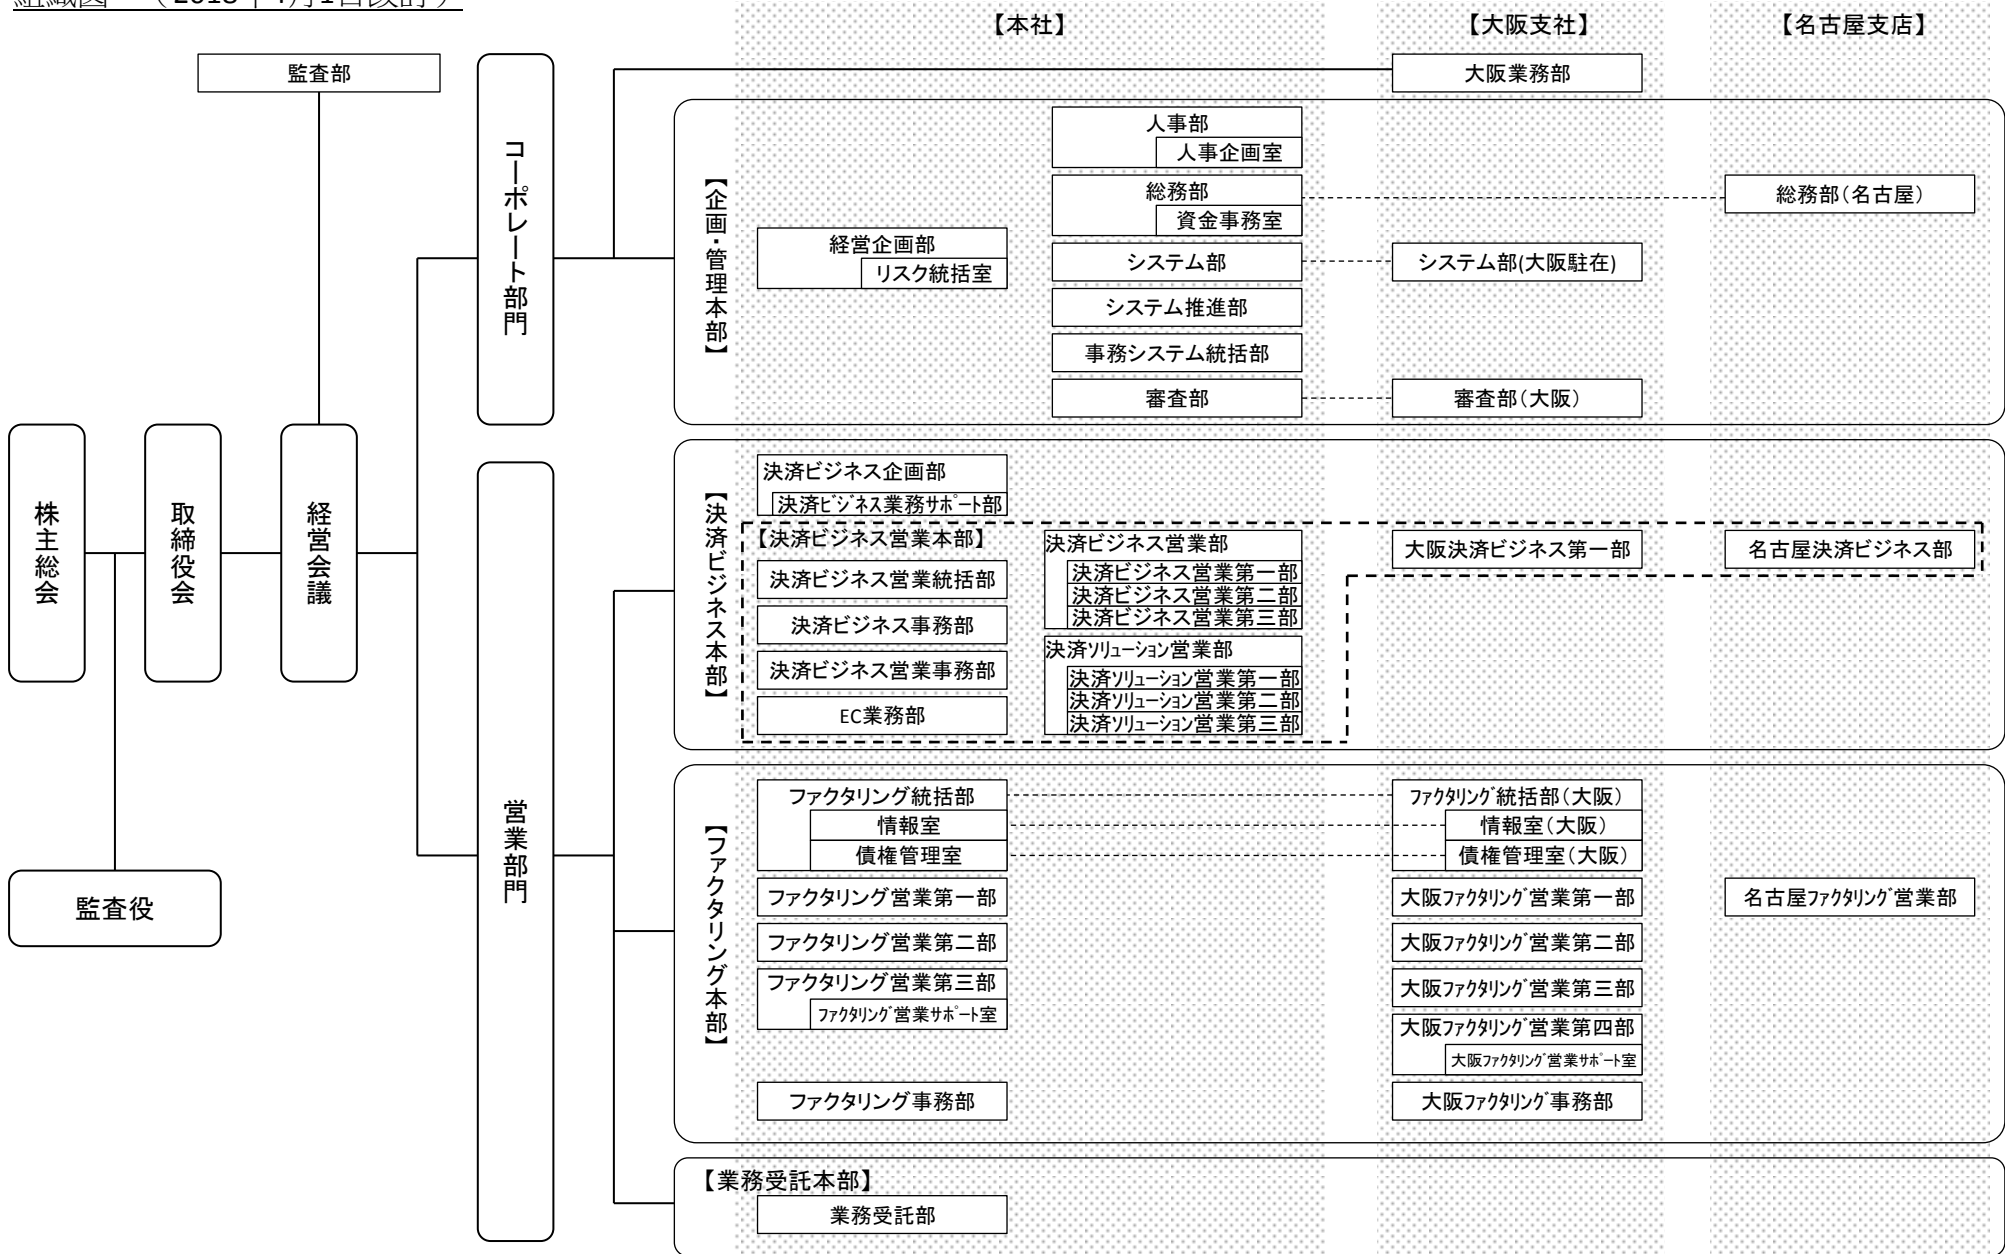 組織図 （2018年4月1日改訂）
【本社】
【大阪支社】
【名古屋支店】
監査部
大阪業務部
コーポレート部門
【企画・管理本部】
人事部
人事企画室
総務部
資金事務室
総務部（名古屋）
経営企画部
リスク統括室
システム部
システム部(大阪駐在)
システム推進部
事務システム統括部
審査部
審査部（大阪）
株主総会
取締役会
経営会議
監査役
営業部門
【決済ビジネス本部】
決済ビジネス企画部
決済ﾋﾞｼﾞﾈｽ業務ｻﾎﾟｰﾄ部
【決済ビジネス営業本部】
決済ビジネス営業統括部
決済ビジネス事務部
決済ビジネス営業事務部
EC業務部
決済ビジネス営業部
決済ビジネス営業第一部
決済ビジネス営業第二部
決済ビジネス営業第三部
決済ｿﾘｭｰｼｮﾝ営業部
決済ｿﾘｭｰｼｮﾝ営業第一部
決済ｿﾘｭｰｼｮﾝ営業第二部
決済ｿﾘｭｰｼｮﾝ営業第三部
大阪決済ビジネス第一部
名古屋決済ビジネス部
【ファクタリング本部】
ファクタリング統括部
情報室
債権管理室
ﾌｧｸﾀﾘﾝｸﾞ統括部（大阪）
情報室（大阪）
債権管理室（大阪）
ファクタリング営業第一部
大阪ﾌｧｸﾀﾘﾝｸﾞ営業第一部
名古屋ﾌｧｸﾀﾘﾝｸﾞ営業部
ファクタリング営業第二部
大阪ﾌｧｸﾀﾘﾝｸﾞ営業第二部
ファクタリング営業第三部
ﾌｧｸﾀﾘﾝｸﾞ営業ｻﾎﾟｰﾄ室
大阪ﾌｧｸﾀﾘﾝｸﾞ営業第三部
大阪ﾌｧｸﾀﾘﾝｸﾞ営業第四部
大阪ﾌｧｸﾀﾘﾝｸﾞ営業ｻﾎﾟｰﾄ室
ファクタリング事務部
大阪ﾌｧｸﾀﾘﾝｸﾞ事務部
【業務受託本部】
業務受託部